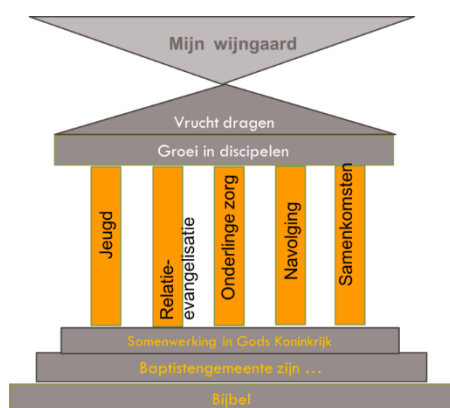 Mijn wijngaard
Vrucht dragen
Groei in discipelen
Jeugd
Relatie-
evangelisatie
Onderlinge zorg
Navolging
Samenkomsten
Samenwerking in Gods Koninkrijk
Baptistengemeente zijn ...
Bijbel